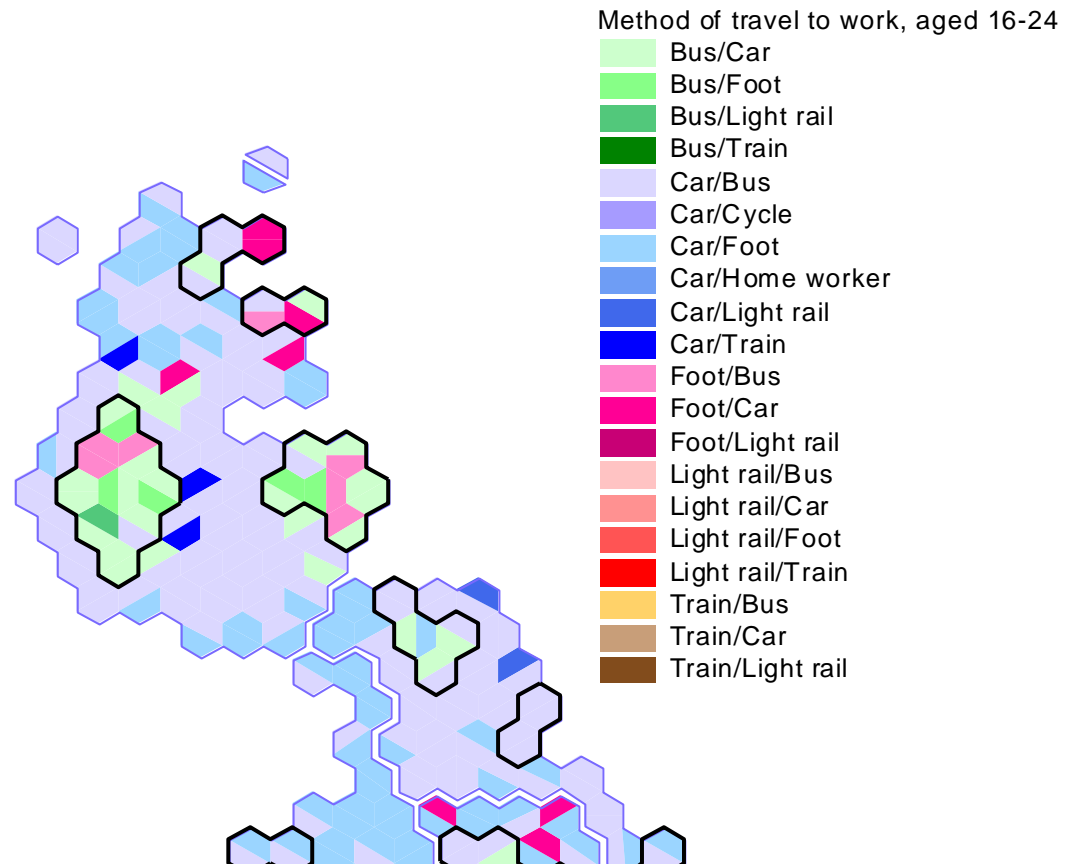 Method of travel to work, aged 16-24
Bus/Car
Bus/Foot
Bus/Light rail
Bus/Train
Car/Bus
Car/Cycle
Car/Foot
Car/Home worker
Car/Light rail
Car/Train
Foot/Bus
Foot/Car
Foot/Light rail
Light rail/Bus
Light rail/Car
Light rail/Foot
Light rail/Train
Train/Bus
Train/Car
Train/Light rail